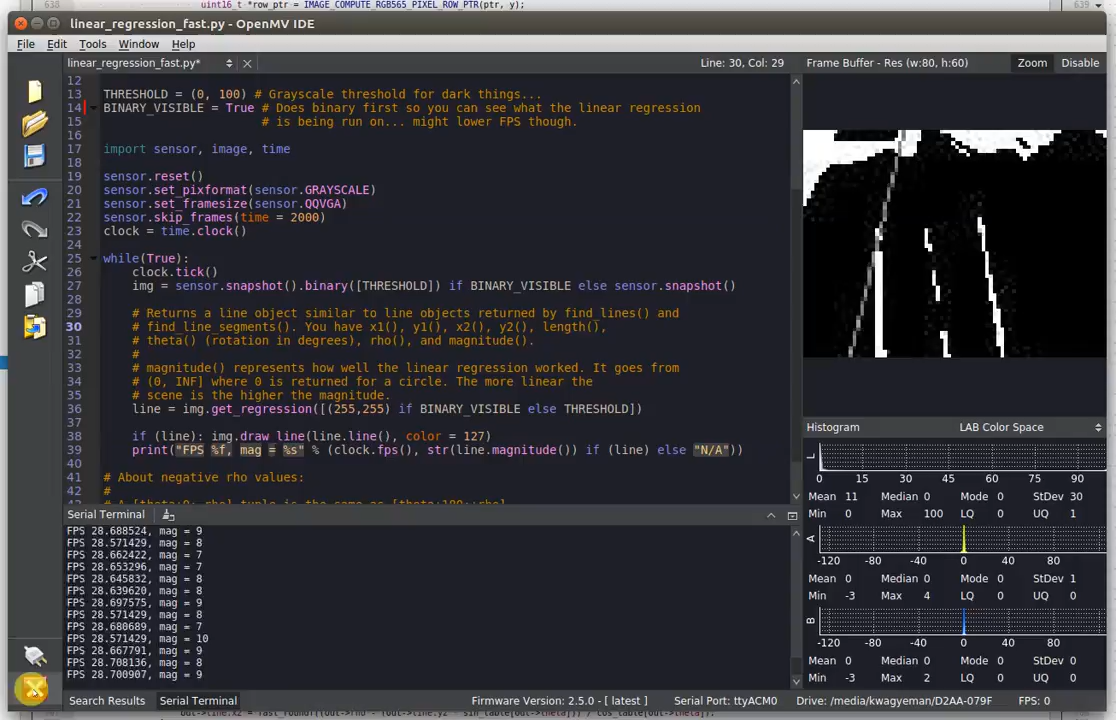 638 uint16_t *row_ptr = IMAGE_COMPUTE_RGB565_PIXEL_ROW_PTR(ptr, y); 639
linear_regression_fast.py - OpenMV IDE
File Edit Tools Window Help
linear_regression_fast.py* Line: 30, Col: 29 Frame Buffer - Res (w:80, h:60) Zoom Disable
12
13 THRESHOLD = (0, 100) # Grayscale threshold for dark things...
14 BINARY_VISIBLE = True # Does binary first so you can see what the linear regression
15 # is being run on... might lower FPS though.
16
17 import sensor, image, time
18
19 sensor.reset()
20 sensor.set_pixformat(sensor.GRAYSCALE)
21 sensor.set_framesize(sensor.QQVGA)
22 sensor.skip_frames(time = 2000)
23 clock = time.clock()
24
25 while(True):
26 clock.tick()
27 img = sensor.snapshot().binary([THRESHOLD]) if BINARY_VISIBLE else sensor.snapshot()
28
29 # Returns a line object similar to line objects returned by find_lines() and
30 # find_line_segments(). You have x1(), y1(), x2(), y2(), length(),
31 # theta() (rotation in degrees), rho(), and magnitude().
32 #
33 # magnitude() represents how well the linear regression worked. It goes from
34 # (0, INF] where 0 is returned for a circle. The more linear the
35 # scene is the higher the magnitude.
36 line = img.get_regression([(255,255) if BINARY_VISIBLE else THRESHOLD])
37
38 if (line): img.draw_line(line.line(), color = 127)
39 print("FPS %f, mag = %s" % (clock.fps(), str(line.magnitude()) if (line) else "N/A"))
40
41 # About negative rho values:
42 #
Histogram LAB Color Space
L
0 15 30 45 60 75 90
Mean 11 Median 0 Mode 0 StDev 30
Min 0 Max 100 LQ 0 UQ 1
A
-120 -80 -40 0 40 80
Mean 0 Median 0 Mode 0 StDev 1
Min -3 Max 4 LQ 0 UQ 0
B
-120 -80 -40 0 40 80
Mean 0 Median 0 Mode 0 StDev 0
Min -3 Max 2 LQ 0 UQ 0
Serial Terminal
FPS 28.688524, mag = 9
FPS 28.571429, mag = 8
FPS 28.662422, mag = 7
FPS 28.653296, mag = 7
FPS 28.645832, mag = 8
FPS 28.639620, mag = 8
FPS 28.697575, mag = 9
FPS 28.571429, mag = 8
FPS 28.680689, mag = 7
FPS 28.571429, mag = 10
FPS 28.667791, mag = 9
FPS 28.708136, mag = 8
FPS 28.700907, mag = 9
Search Results Serial Terminal Firmware Version: 2.5.0 - [ latest ] Serial Port: ttyACM0 Drive: /media/kwagyeman/D2AA-079F FPS: 0